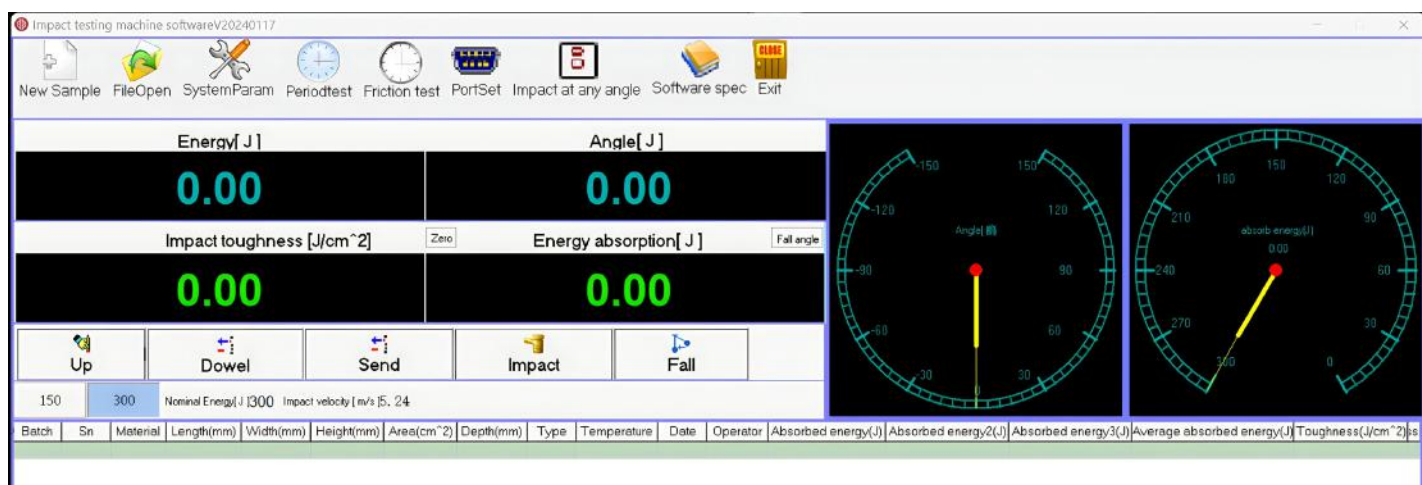 Impact testing machine softwareV20240117
New Sample FileOpen SystemParam Periodtest Friction test PortSet Impact at any angle Software spec Exit
CLOSE
Energy[ J ] Angle[ J ]
0.00 0.00
Impact toughness [J/cm^2] Zero Energy absorption[ J ] Fall angle
0.00 0.00
Up Dowel Send Impact Fall
150 300 Nominal Energy[ J ]300 Impact velocity [ m/s ]5.24
-150 150
-120 120
Angle[
-90 90
-60 60
-30 30
0
150
180 120
210 90
absorb energy(J)
0.00
240 60
270 30
300 0
Batch Sn Material Length(mm) Width(mm) Height(mm) Area(cm^2) Depth(mm) Type Temperature Date Operator Absorbed energy(J) Absorbed energy2(J) Absorbed energy3(J) Average absorbed energy(J) Toughness(J/cm^2)